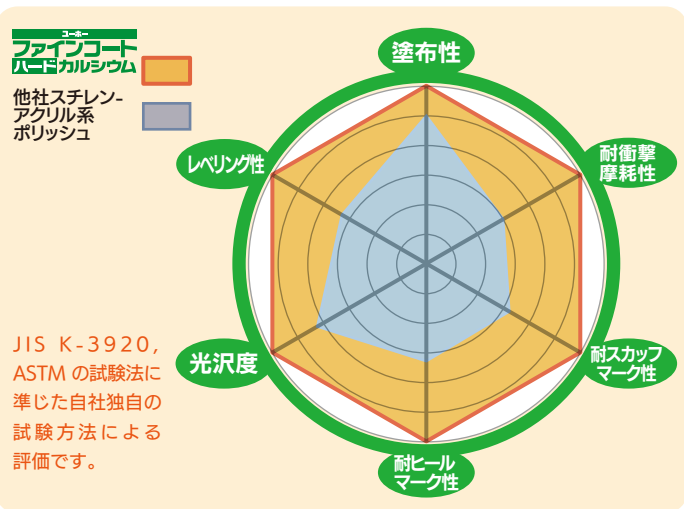 ユーホー
ファインコート
ハードカルシウム
他社スチレン-
アクリル系
ポリッシュ
塗布性
レベリング性
耐衝撃
摩耗性
光沢度
耐スカッフ
マーク性
耐ヒール
マーク性
JIS K-3920,
ASTM の試験法に
準じた自社独自の
試験方法による
評価です。